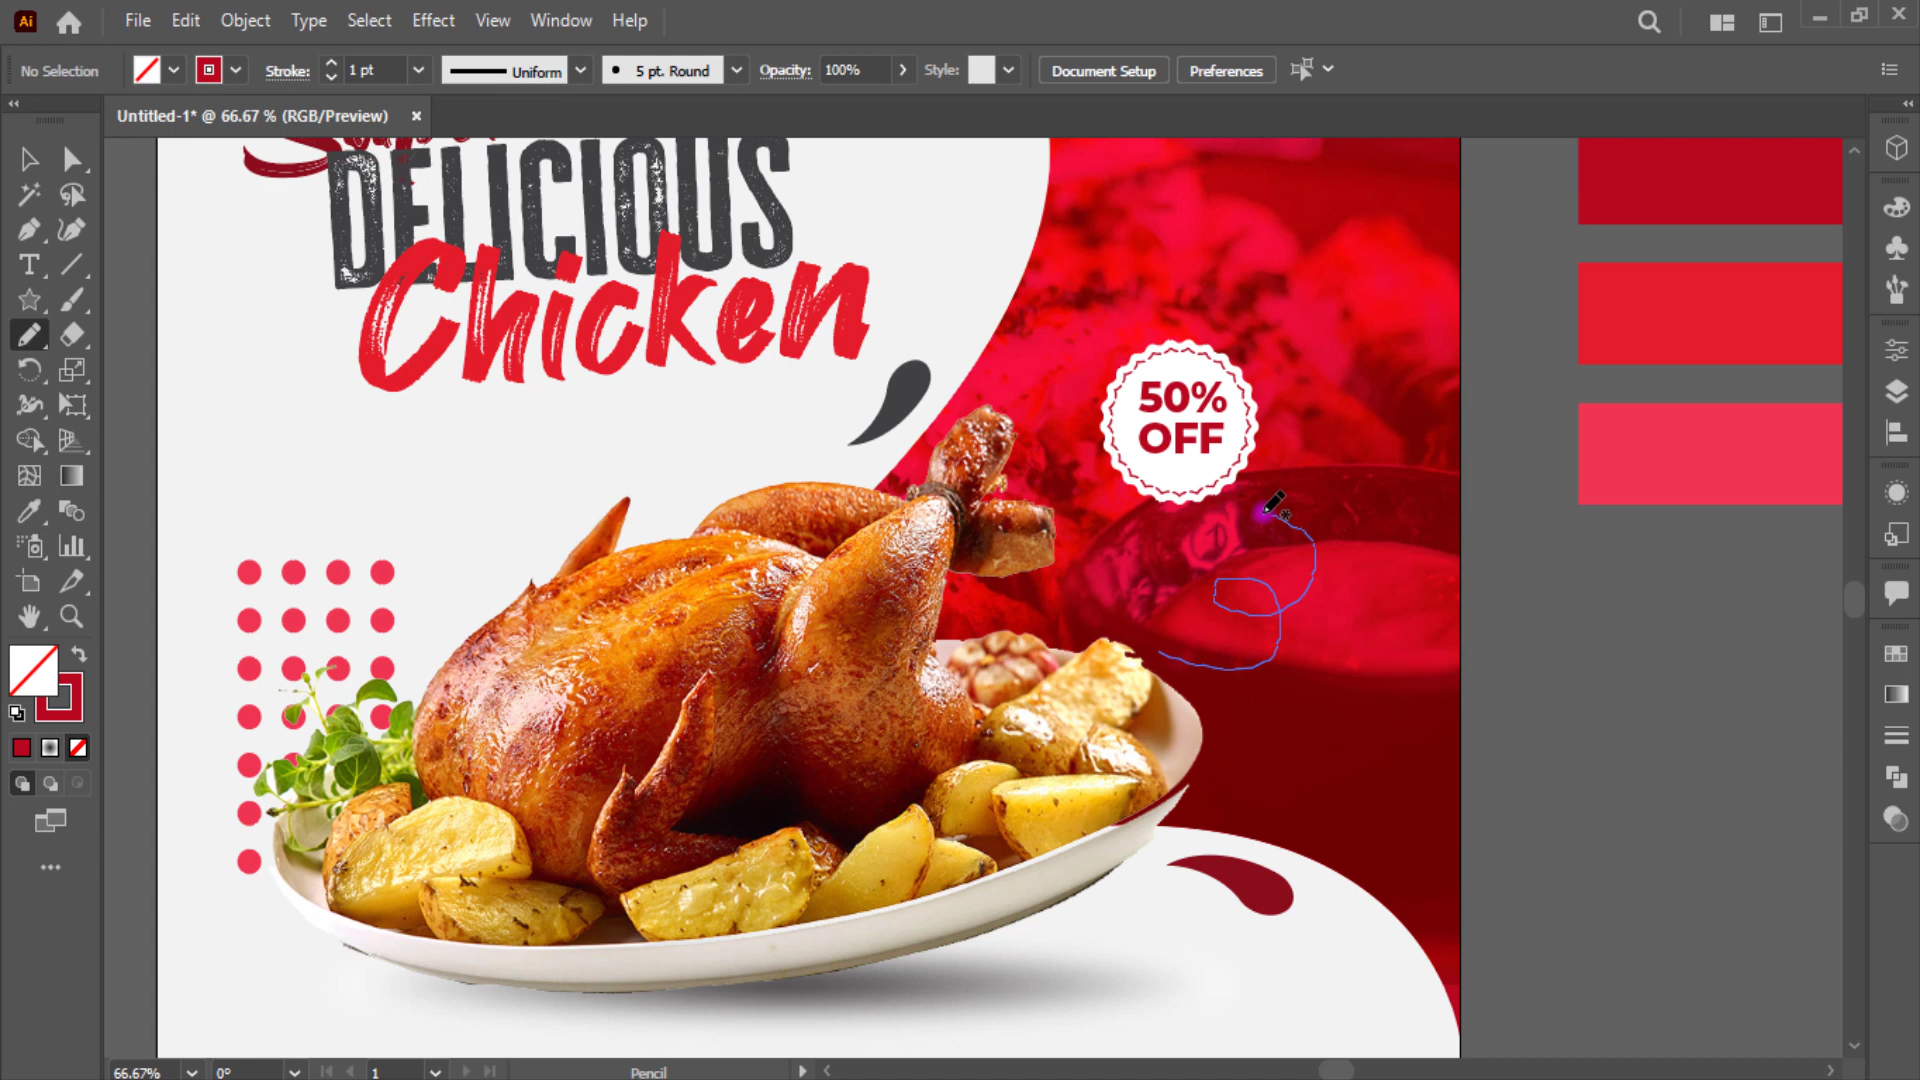 Ai File Edit Object Type Select Effect View Window Help
No Selection Stroke: 1 pt Uniform 5 pt. Round Opacity: 100% Style: Document Setup Preferences
Untitled-1* @ 66.67 % (RGB/Preview) ×
DELICIOUS
Chicken
50%
OFF
66.67% 0° 1 Pencil